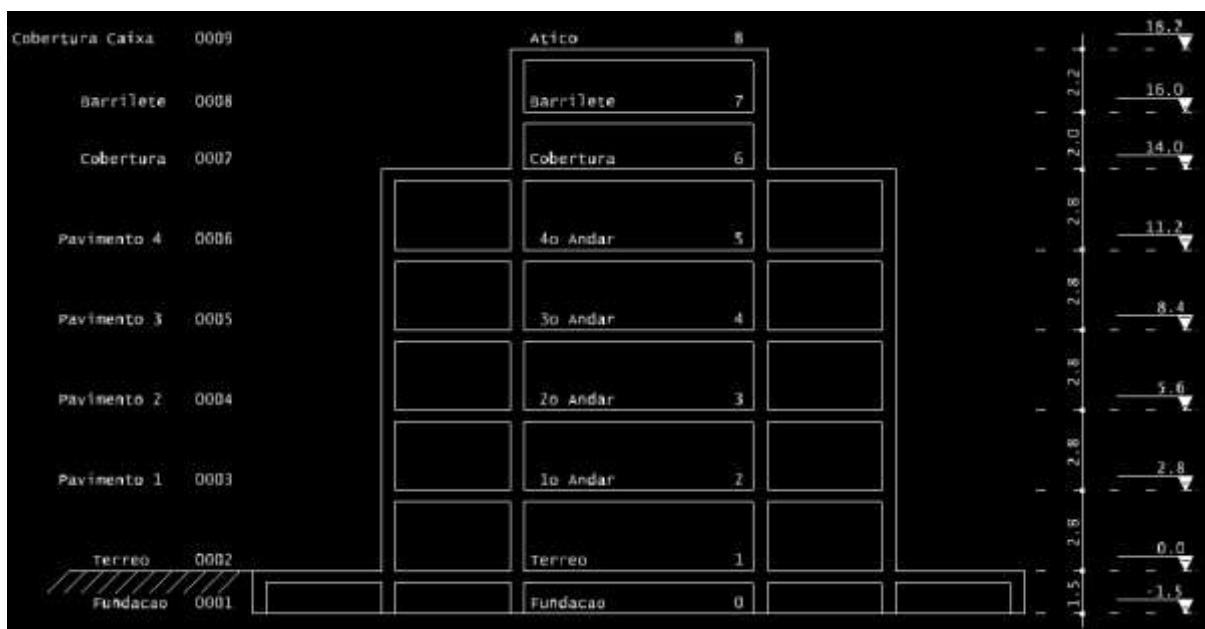 Cobertura Caixa 0009 Atico 8 18.2
2.2
Barrilete 0008 Barrilete 7 16.0
2.0
Cobertura 0007 Cobertura 6 14.0
2.8
Pavimento 4 0006 4o Andar 5 11.2
2.8
Pavimento 3 0005 3o Andar 4 8.4
2.8
Pavimento 2 0004 2o Andar 3 5.6
2.8
Pavimento 1 0003 1o Andar 2 2.8
2.8
Terreo 0002 Terreo 1 0.0
1.5
Fundacao 0001 Fundacao 0 -1.5